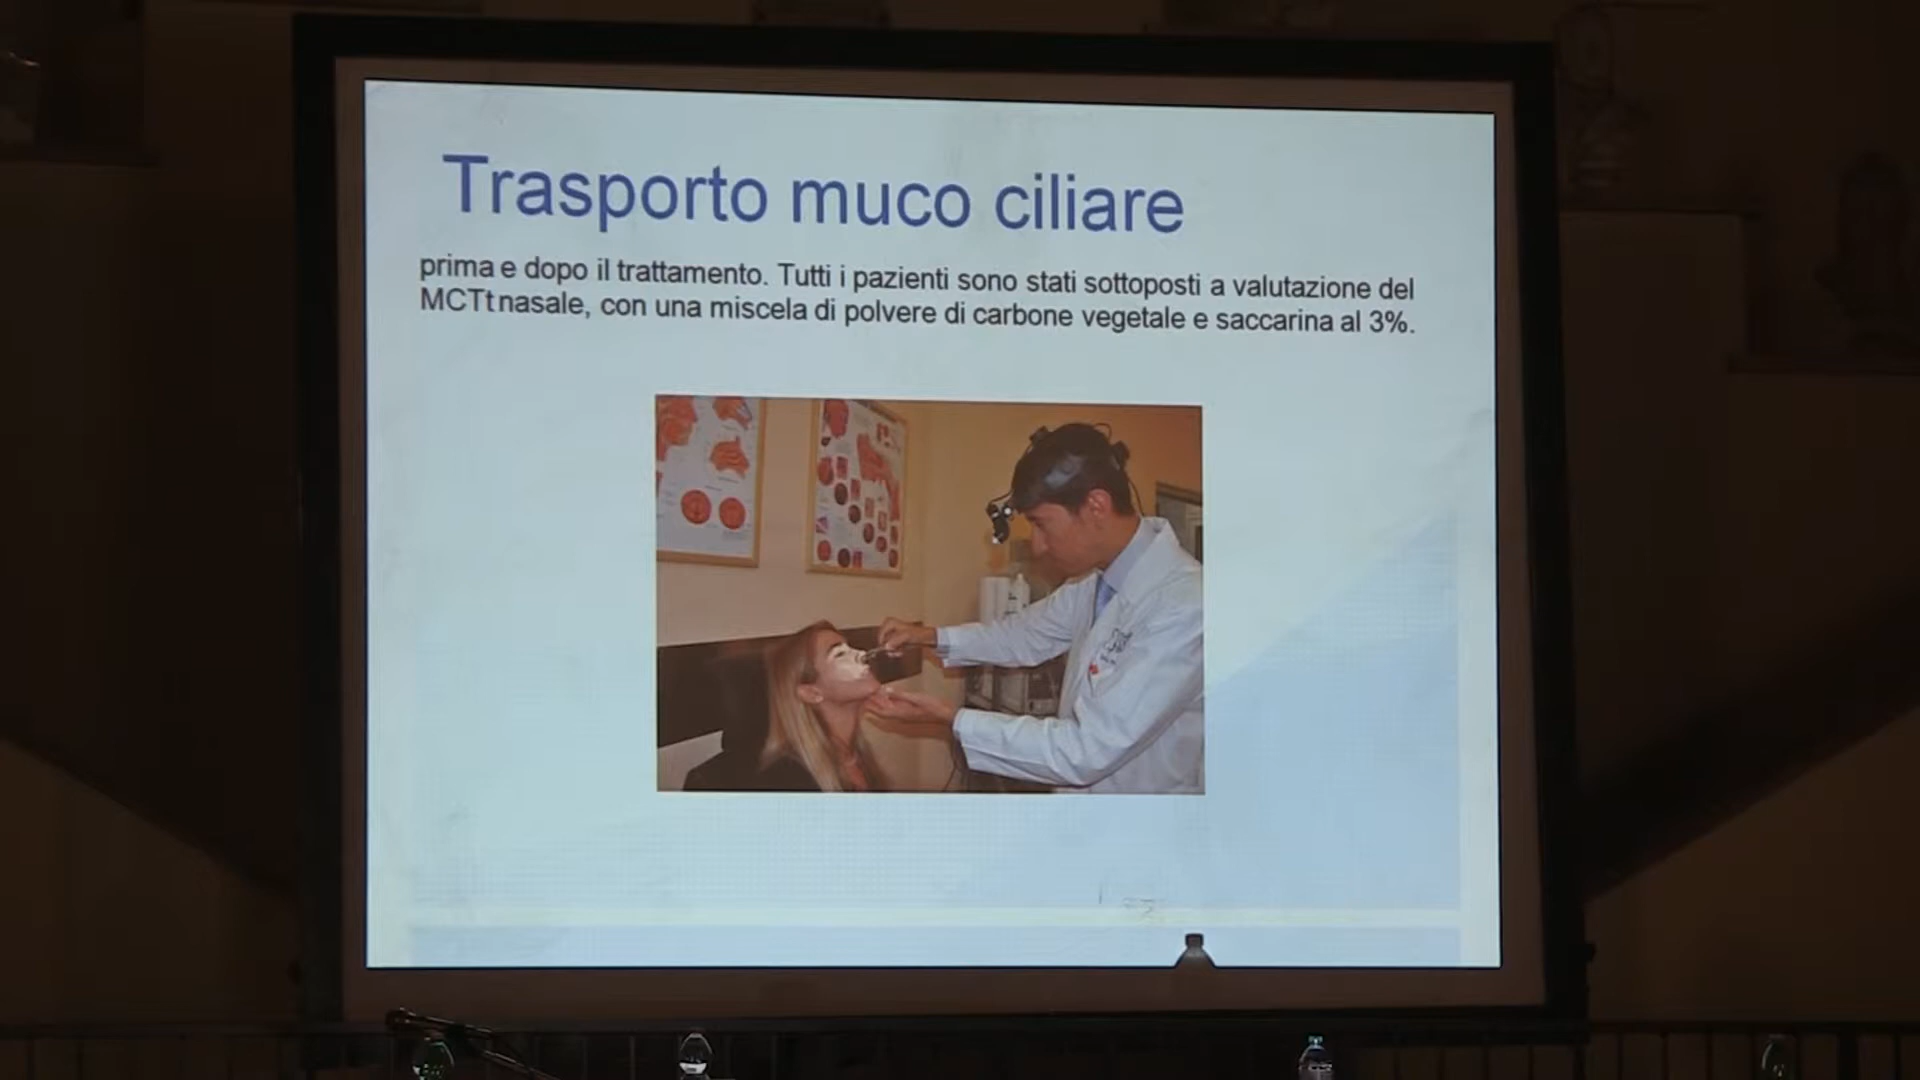 Trasporto muco ciliare
prima e dopo il trattamento. Tutti i pazienti sono stati sottoposti a valutazione del
MCTt nasale, con una miscela di polvere di carbone vegetale e saccarina al 3%.